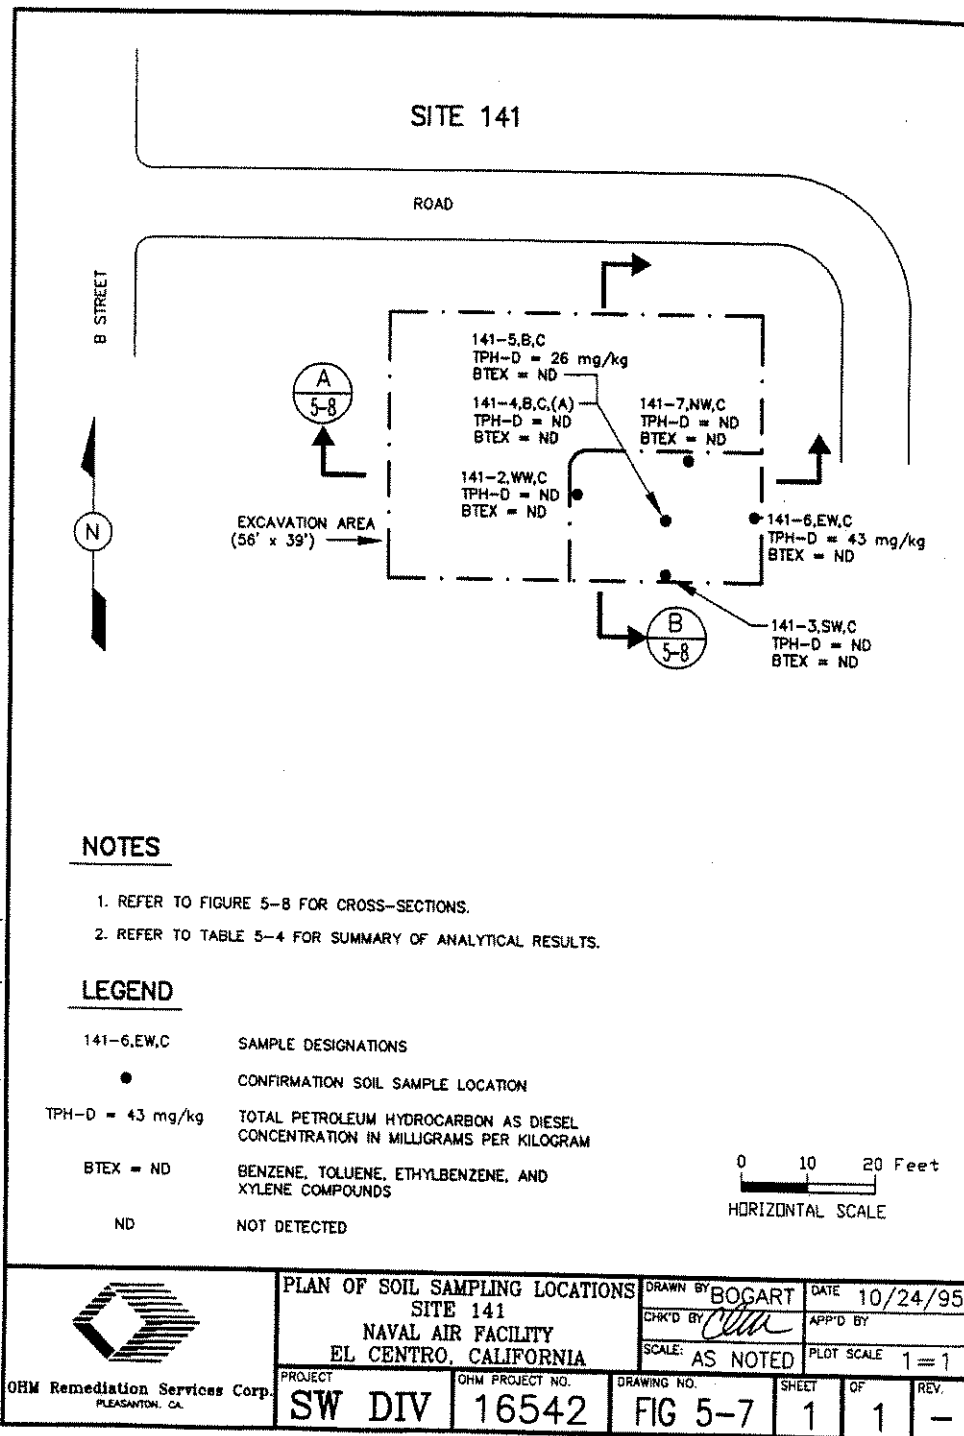 SITE 141
ROAD
B STREET
141-5,B,C
TPH-D = 26 mg/kg
BTEX = ND
141-4,B,C,(A)
TPH-D = ND
BTEX = ND
141-7,NW,C
TPH-D = ND
BTEX = ND
A
5-8
141-2,WW,C
TPH-D = ND
BTEX = ND
N
EXCAVATION AREA
(56' x 39')
141-6,EW,C
TPH-D = 43 mg/kg
BTEX = ND
B
5-8
141-3,SW,C
TPH-D = ND
BTEX = ND
NOTES
1. REFER TO FIGURE 5-8 FOR CROSS-SECTIONS.
2. REFER TO TABLE 5-4 FOR SUMMARY OF ANALYTICAL RESULTS.
LEGEND
141-6,EW,C SAMPLE DESIGNATIONS
CONFIRMATION SOIL SAMPLE LOCATION
TPH-D = 43 mg/kg TOTAL PETROLEUM HYDROCARBON AS DIESEL
CONCENTRATION IN MILLIGRAMS PER KILOGRAM
BTEX = ND BENZENE, TOLUENE, ETHYLBENZENE, AND
XYLENE COMPOUNDS
ND NOT DETECTED
0 10 20 Feet
HORIZONTAL SCALE
OHM Remediation Services Corp.
PLEASANTON, CA.
PLAN OF SOIL SAMPLING LOCATIONS
SITE 141
NAVAL AIR FACILITY
EL CENTRO, CALIFORNIA
DRAWN BY BOGART
DATE 10/24/95
CHK'D BY
APP'D BY
SCALE: AS NOTED
PLOT SCALE 1=1
PROJECT
SW DIV
OHM PROJECT NO.
16542
DRAWING NO.
FIG 5-7
SHEET
1
OF
1
REV.
-